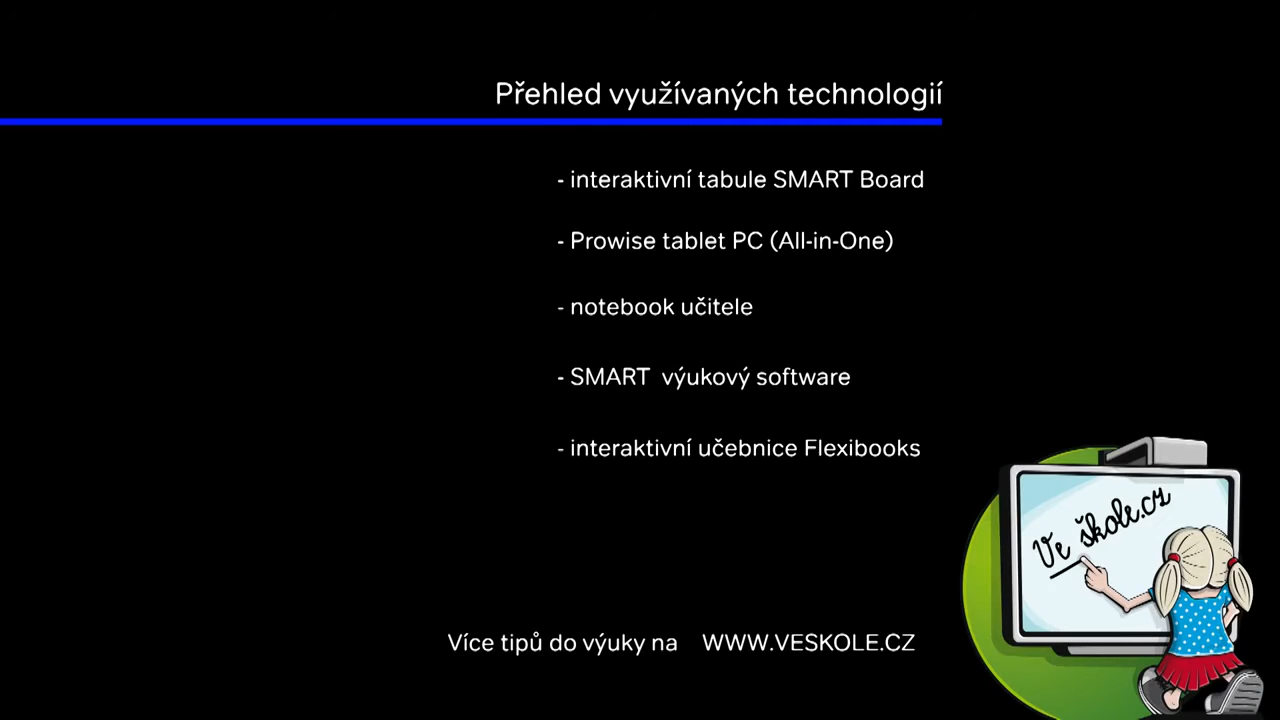 Přehled využívaných technologií
- interaktivní tabule SMART Board
- Prowise tablet PC (All-in-One)
- notebook učitele
- SMART  výukový software
- interaktivní učebnice Flexibooks
Ve škole.cz
Více tipů do výuky na WWW.VESKOLE.CZ